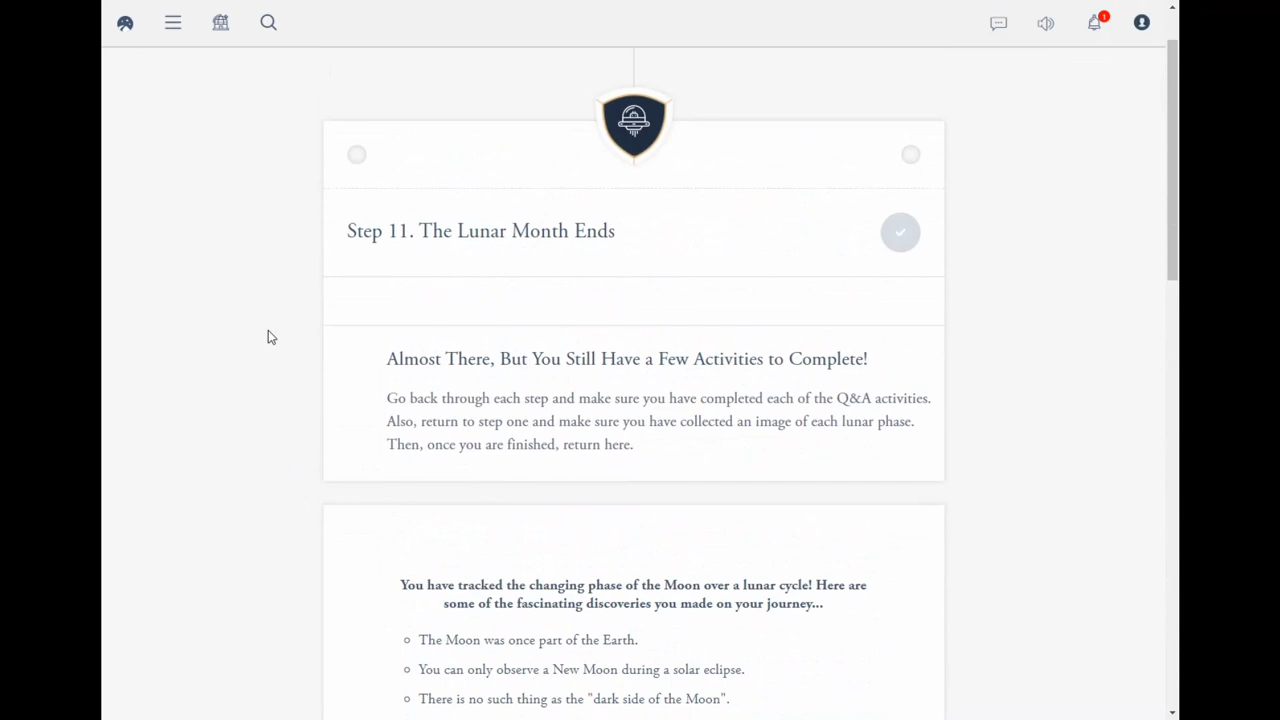 1
Step 11. The Lunar Month Ends
Almost There, But You Still Have a Few Activities to Complete!
Go back through each step and make sure you have completed each of the Q&A activities.
Also, return to step one and make sure you have collected an image of each lunar phase.
Then, once you are finished, return here.
You have tracked the changing phase of the Moon over a lunar cycle! Here are
some of the fascinating discoveries you made on your journey...
The Moon was once part of the Earth.
You can only observe a New Moon during a solar eclipse.
There is no such thing as the "dark side of the Moon".